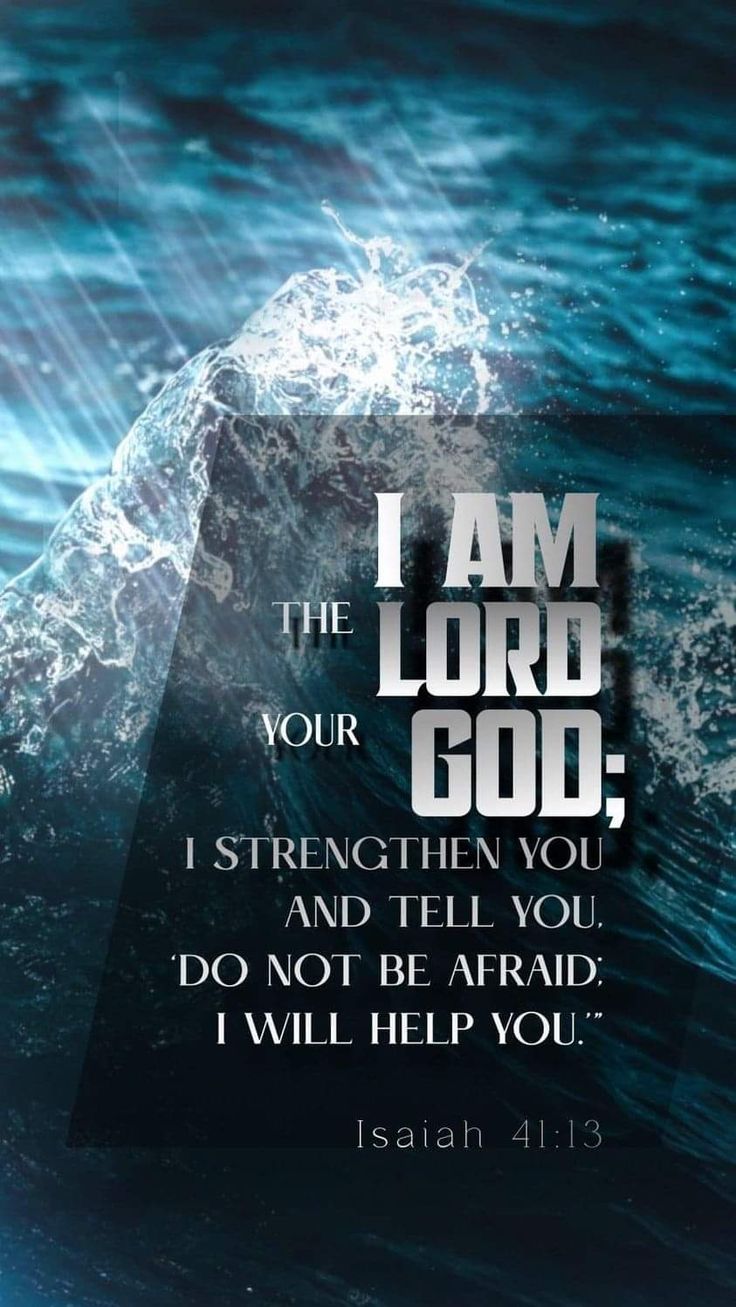 I AM
THE LORD
YOUR GOD;
I STRENGTHEN YOU
AND TELL YOU,
‘DO NOT BE AFRAID;
I WILL HELP YOU.’”
Isaiah 41:13